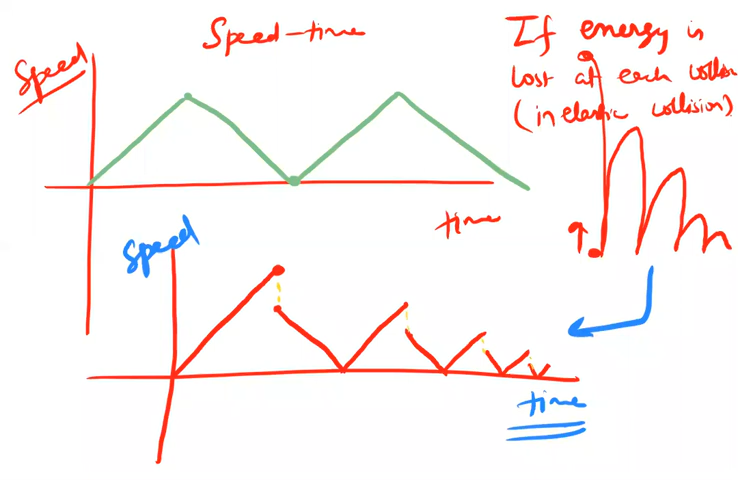 Speed-time
Speed
time
If energy is
lost at each collision
(inelastic collision)
Speed
time